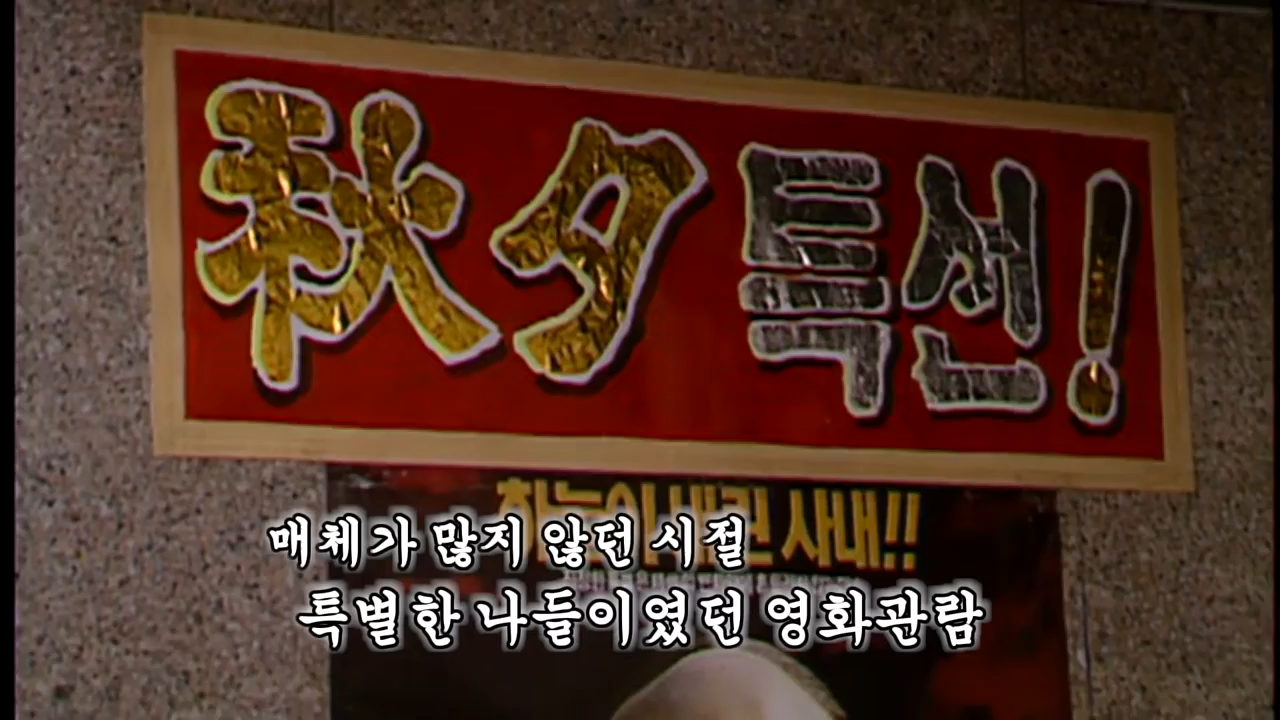 秋夕 특선!
하늘이 내린 사내!!
매체가 많지 않던 시절
특별한 나들이였던 영화관람